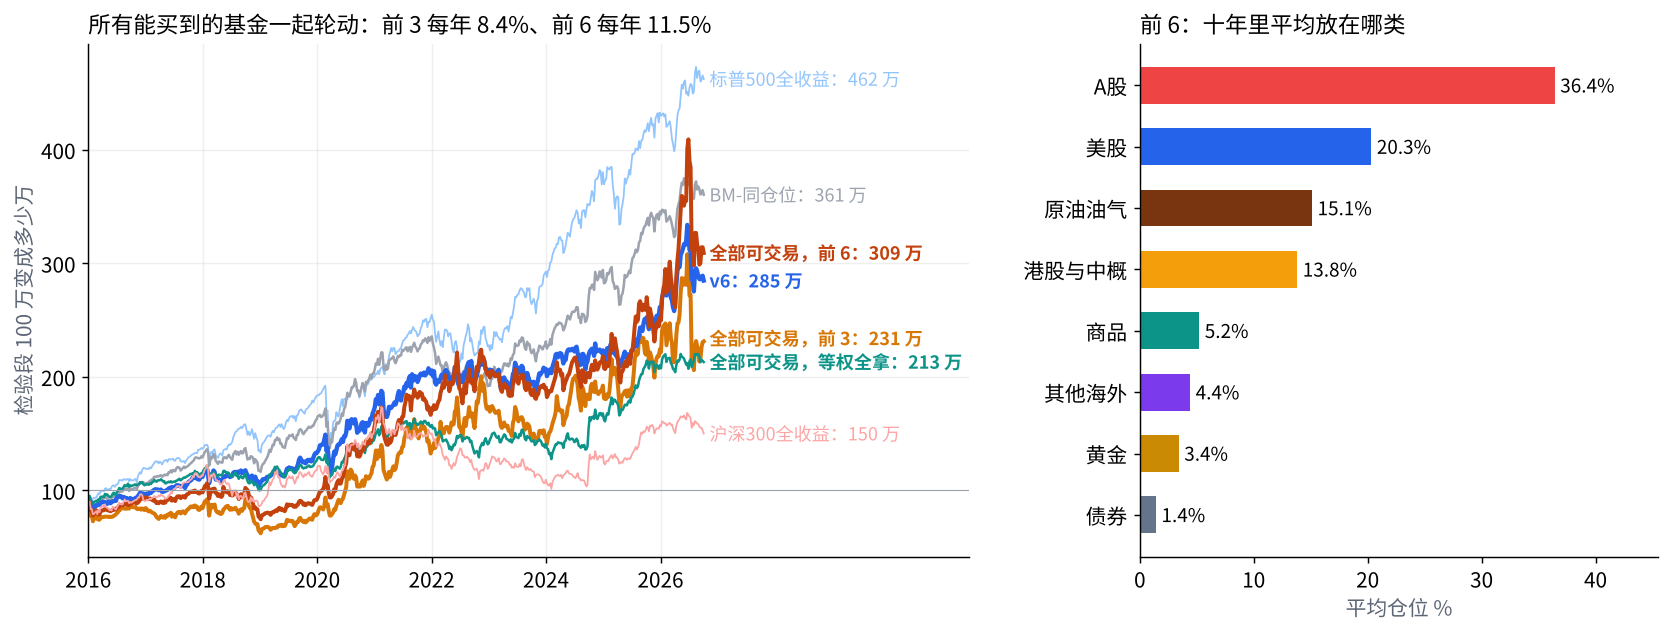 所有能买到的基金一起轮动：前 3 每年 8.4%、前 6 每年 11.5%
检验段 100 万变成多少万
400
300
200
100
2016
2018
2020
2022
2024
2026
标普500全收益：462 万
BM-同仓位：361 万
全部可交易，前 6：309 万
v6：285 万
全部可交易，前 3：231 万
全部可交易，等权全拿：213 万
沪深300全收益：150 万
前 6：十年里平均放在哪类
A股
36.4%
美股
20.3%
原油油气
15.1%
港股与中概
13.8%
商品
5.2%
其他海外
4.4%
黄金
3.4%
债券
1.4%
0
10
20
30
40
平均仓位 %